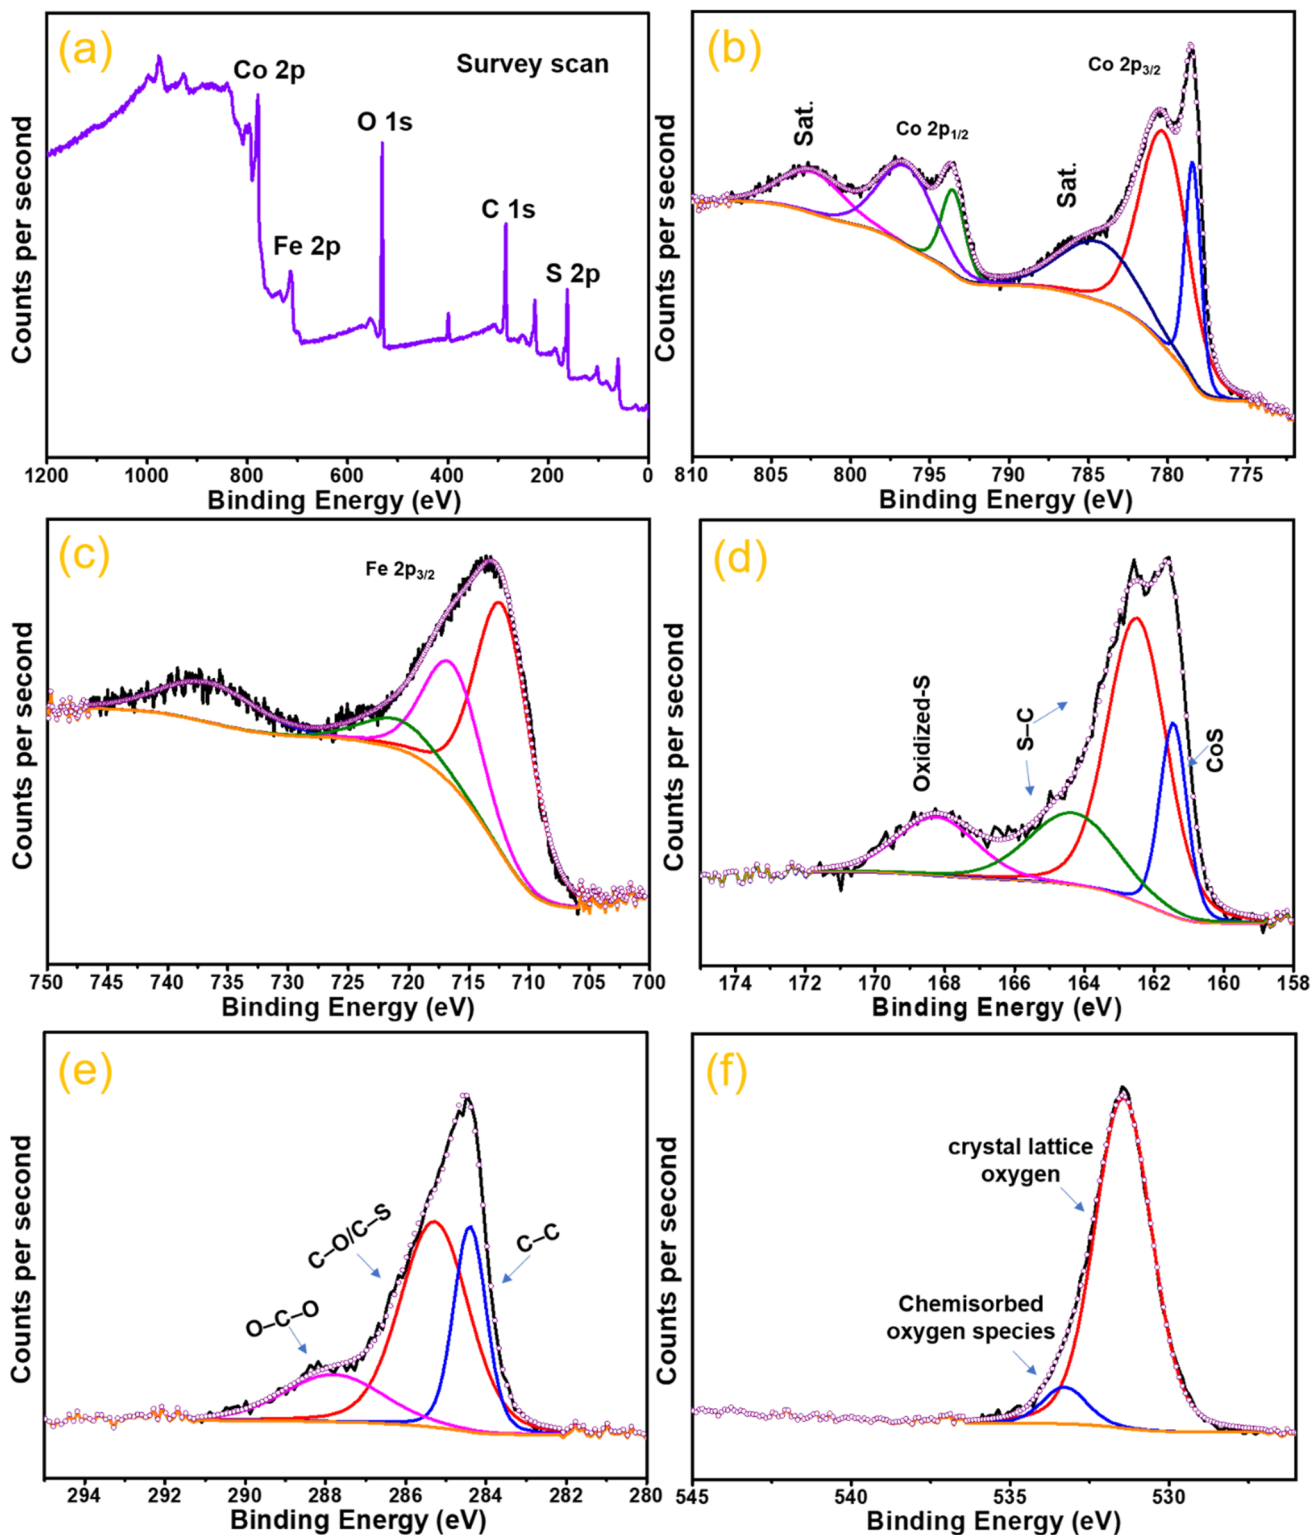 (a)
Survey scan
Co 2p
O 1s
C 1s
Fe 2p
S 2p
Counts per second
1200 1000 800 600 400 200 0
Binding Energy (eV)
(b)
Co 2p3/2
Sat.
Co 2p1/2
Sat.
Counts per second
810 805 800 795 790 785 780 775
Binding Energy (eV)
(c)
Fe 2p3/2
Counts per second
750 745 740 735 730 725 720 715 710 705 700
Binding Energy (eV)
(d)
Oxidized-S
S–C
CoS
Counts per second
174 172 170 168 166 164 162 160 158
Binding Energy (eV)
(e)
C–O/C–S
C–C
O–C–O
Counts per second
294 292 290 288 286 284 282 280
Binding Energy (eV)
(f)
crystal lattice
oxygen
Chemisorbed
oxygen species
Counts per second
545 540 535 530
Binding Energy (eV)